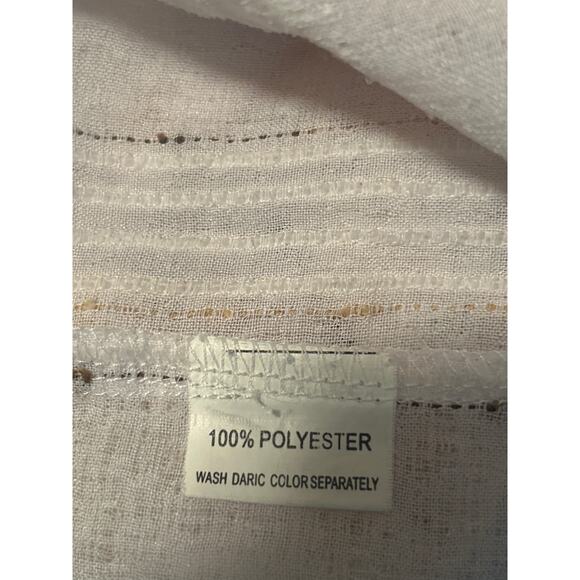 100% POLYESTER
WASH DARIC COLOR SEPARATELY